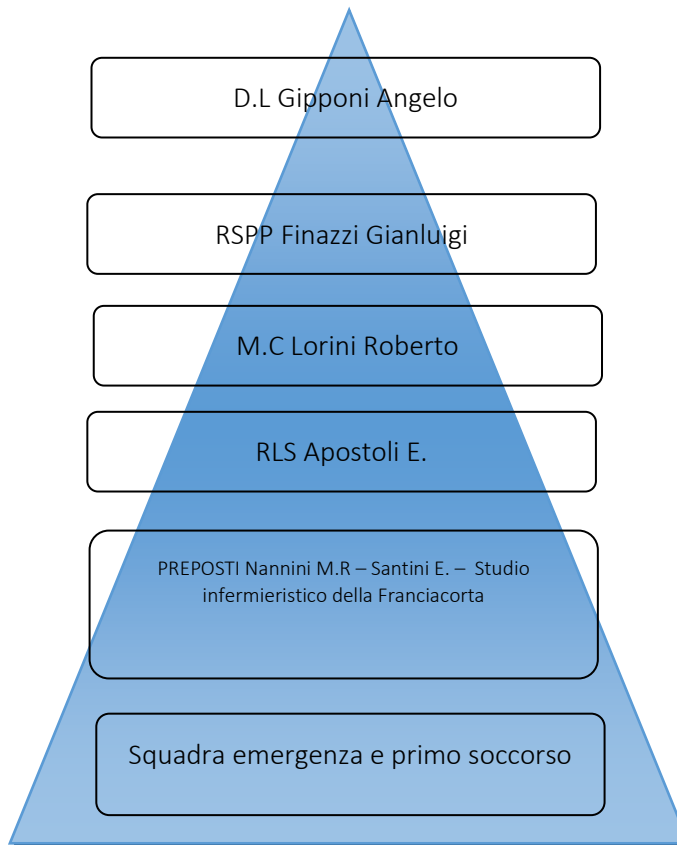 D.L Gipponi Angelo
RSPP Finazzi Gianluigi
M.C Lorini Roberto
RLS Apostoli E.
PREPOSTI Nannini M.R – Santini E. – Studio
infermieristico della Franciacorta
Squadra emergenza e primo soccorso